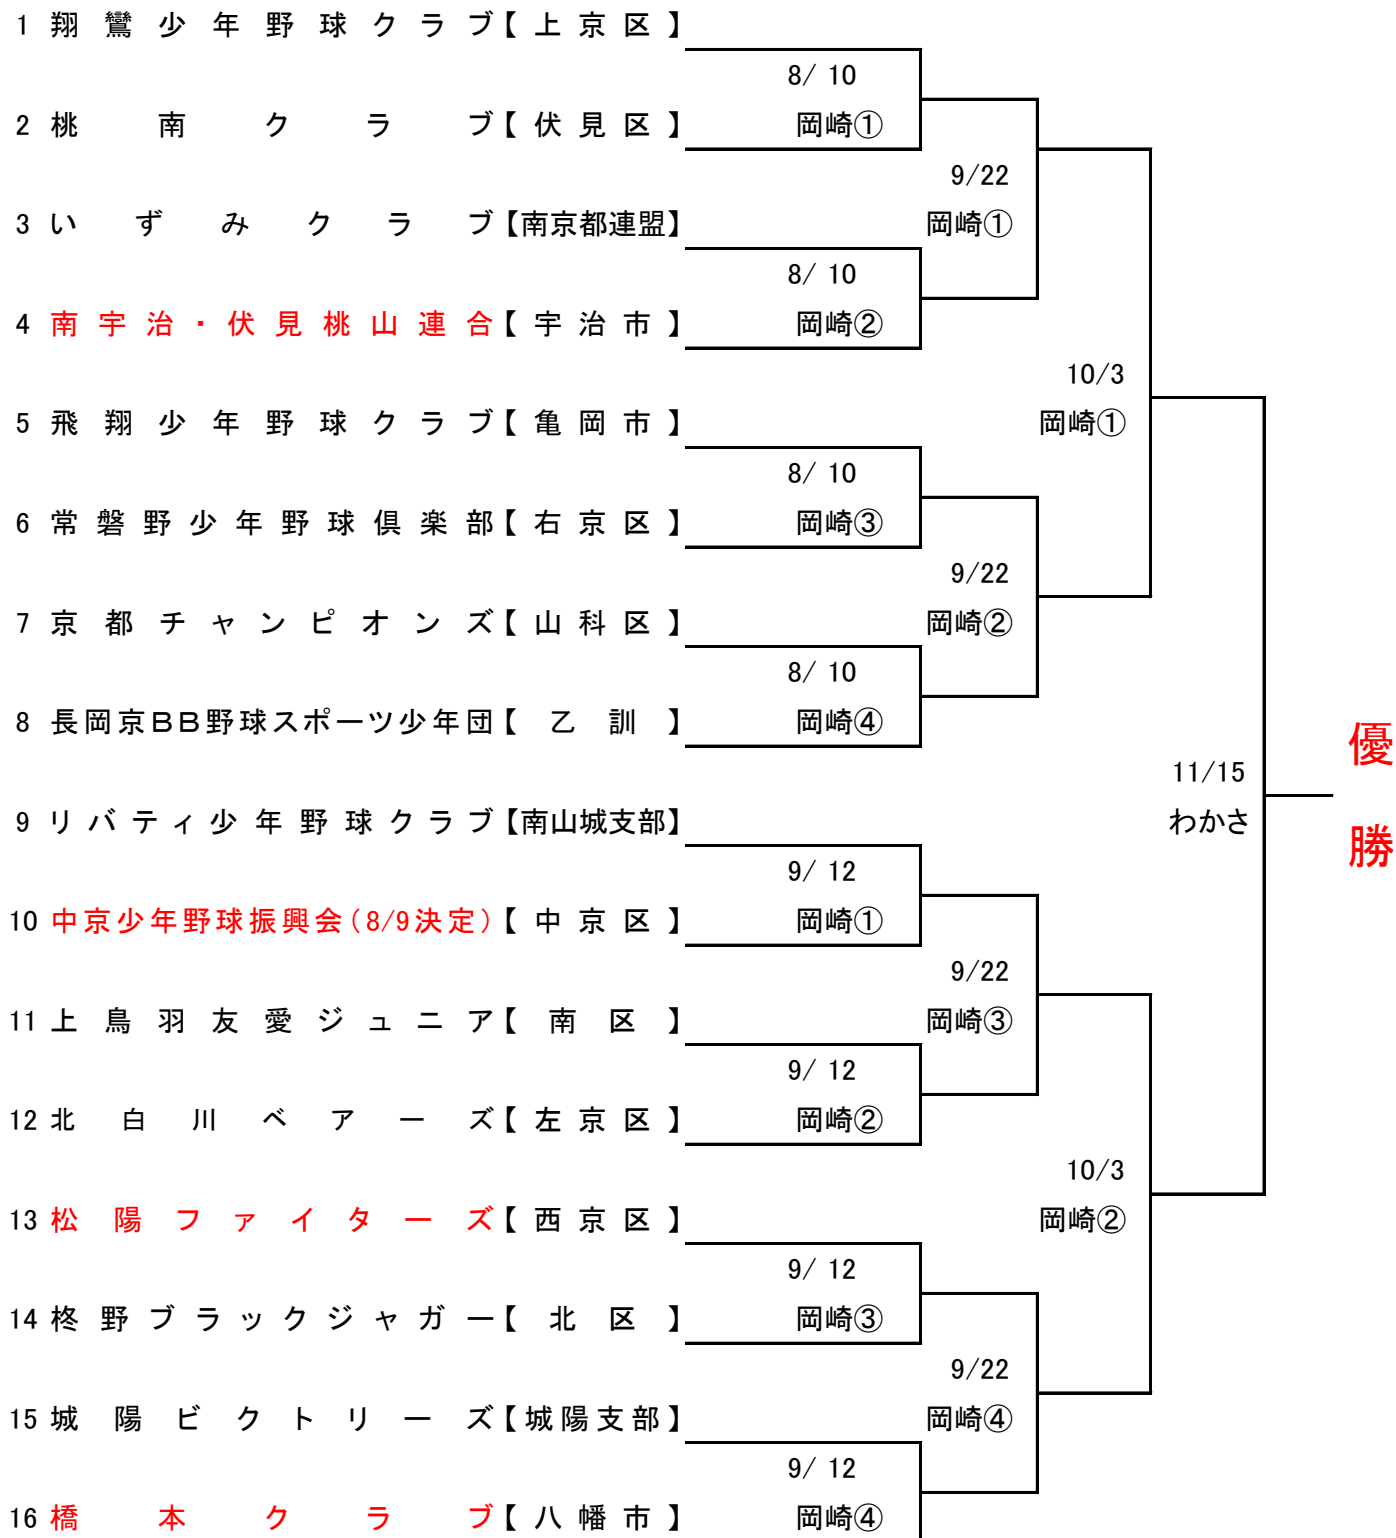 1 翔鸞少年野球クラブ【上京区】
8/ 10
2 桃南クラブ【伏見区】 岡崎①
9/22
3 いずみクラブ【南京都連盟】 岡崎①
8/ 10
4 南宇治・伏見桃山連合【宇治市】 岡崎②
10/3
5 飛翔少年野球クラブ【亀岡市】 岡崎①
8/ 10
6 常磐野少年野球倶楽部【右京区】 岡崎③
9/22
7 京都チャンピオンズ【山科区】 岡崎②
8/ 10
8 長岡京BB野球スポーツ少年団【乙訓】 岡崎④
優勝
11/15
9 リバティ少年野球クラブ【南山城支部】 わかさ
9/ 12
10 中京少年野球振興会(8/9決定)【中京区】 岡崎①
9/22
11 上鳥羽友愛ジュニア【南区】 岡崎③
9/ 12
12 北白川ベアーズ【左京区】 岡崎②
10/3
13 松陽ファイターズ【西京区】 岡崎②
9/ 12
14 柊野ブラックジャガー【北区】 岡崎③
9/22
15 城陽ビクトリーズ【城陽支部】 岡崎④
9/ 12
16 橋本クラブ【八幡市】 岡崎④